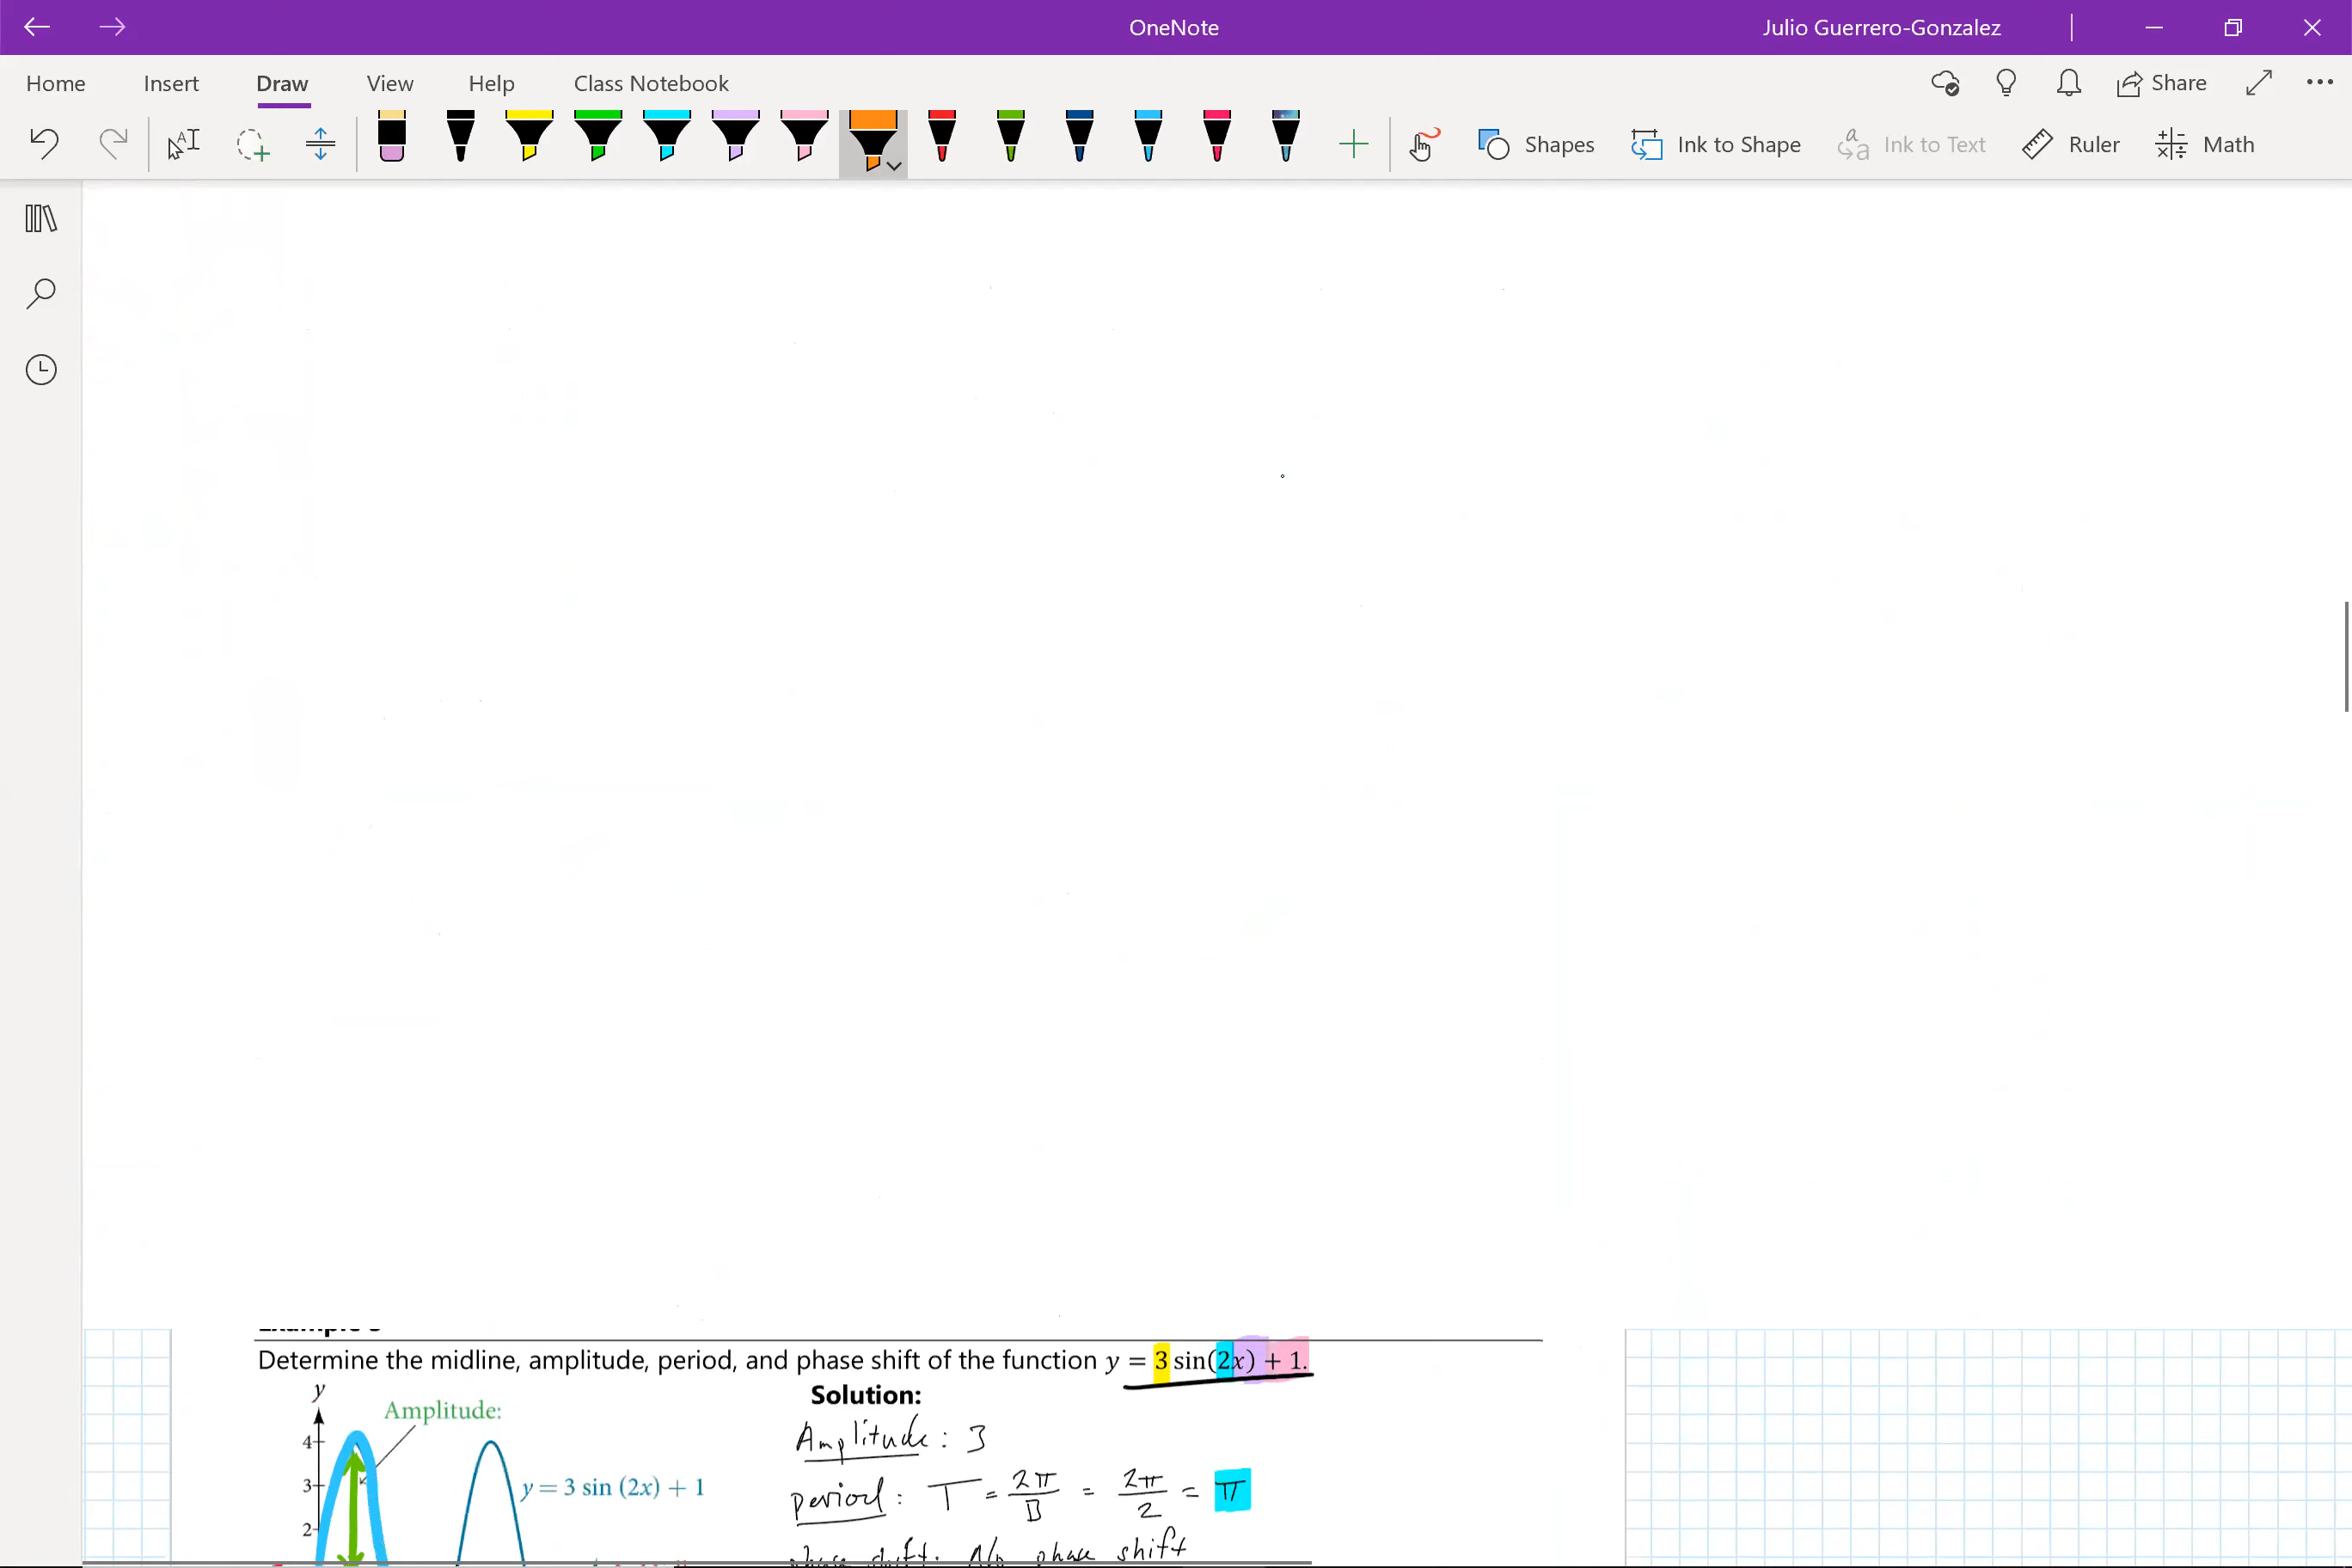 OneNote
Julio Guerrero-Gonzalez
Home Insert Draw View Help Class Notebook Share
Shapes Ink to Shape Ink to Text Ruler Math
Determine the midline, amplitude, period, and phase shift of the function y = 3 sin(2x) + 1.
y
Amplitude:
4
3
2
y = 3 sin (2x) + 1
Solution:
Amplitude: 3
period: T = 2π/B = 2π/2 = π
phase shift: No phase shift